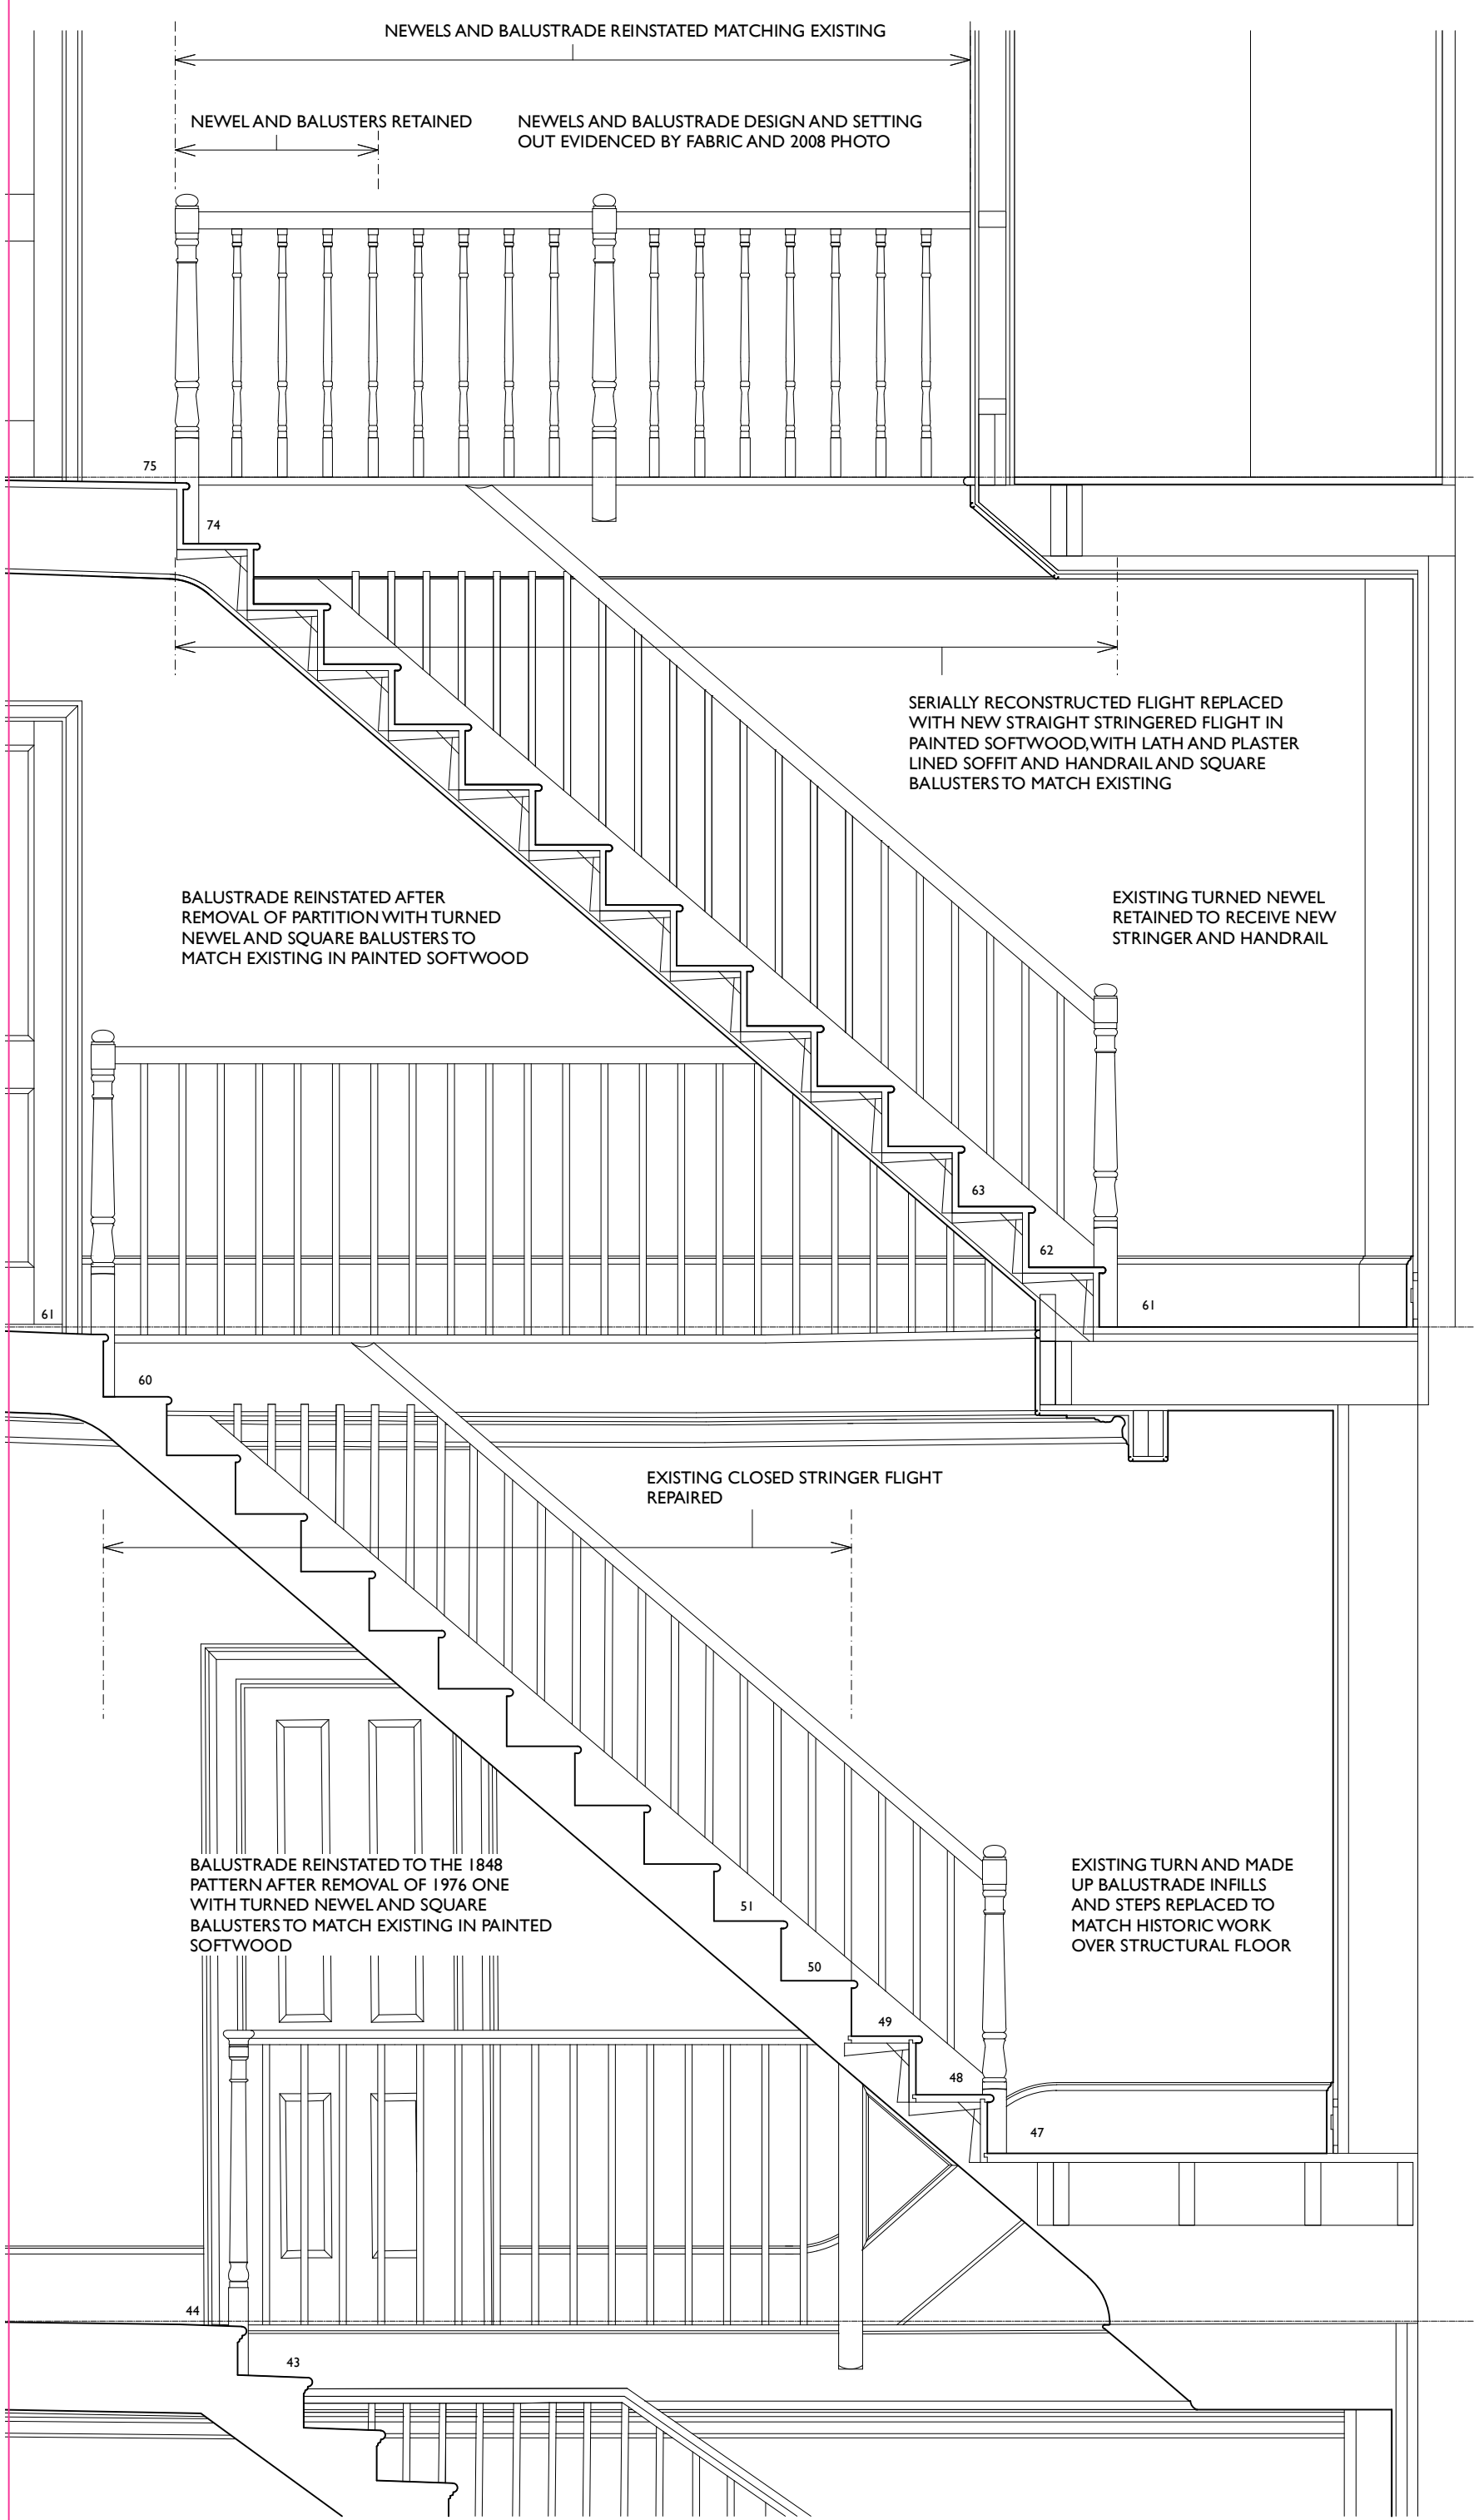 NEWELS AND BALUSTRADE REINSTATED MATCHING EXISTING
NEWEL AND BALUSTERS RETAINED
NEWELS AND BALUSTRADE DESIGN AND SETTING
OUT EVIDENCED BY FABRIC AND 2008 PHOTO
75
74
SERIALLY RECONSTRUCTED FLIGHT REPLACED
WITH NEW STRAIGHT STRINGERED FLIGHT IN
PAINTED SOFTWOOD, WITH LATH AND PLASTER
LINED SOFFIT AND HANDRAIL AND SQUARE
BALUSTERS TO MATCH EXISTING
BALUSTRADE REINSTATED AFTER
REMOVAL OF PARTITION WITH TURNED
NEWEL AND SQUARE BALUSTERS TO
MATCH EXISTING IN PAINTED SOFTWOOD
EXISTING TURNED NEWEL
RETAINED TO RECEIVE NEW
STRINGER AND HANDRAIL
63
62
61
61
60
EXISTING CLOSED STRINGER FLIGHT
REPAIRED
BALUSTRADE REINSTATED TO THE 1848
PATTERN AFTER REMOVAL OF 1976 ONE
WITH TURNED NEWEL AND SQUARE
BALUSTERS TO MATCH EXISTING IN PAINTED
SOFTWOOD
EXISTING TURN AND MADE
UP BALUSTRADE INFILLS
AND STEPS REPLACED TO
MATCH HISTORIC WORK
OVER STRUCTURAL FLOOR
51
50
49
48
47
44
43